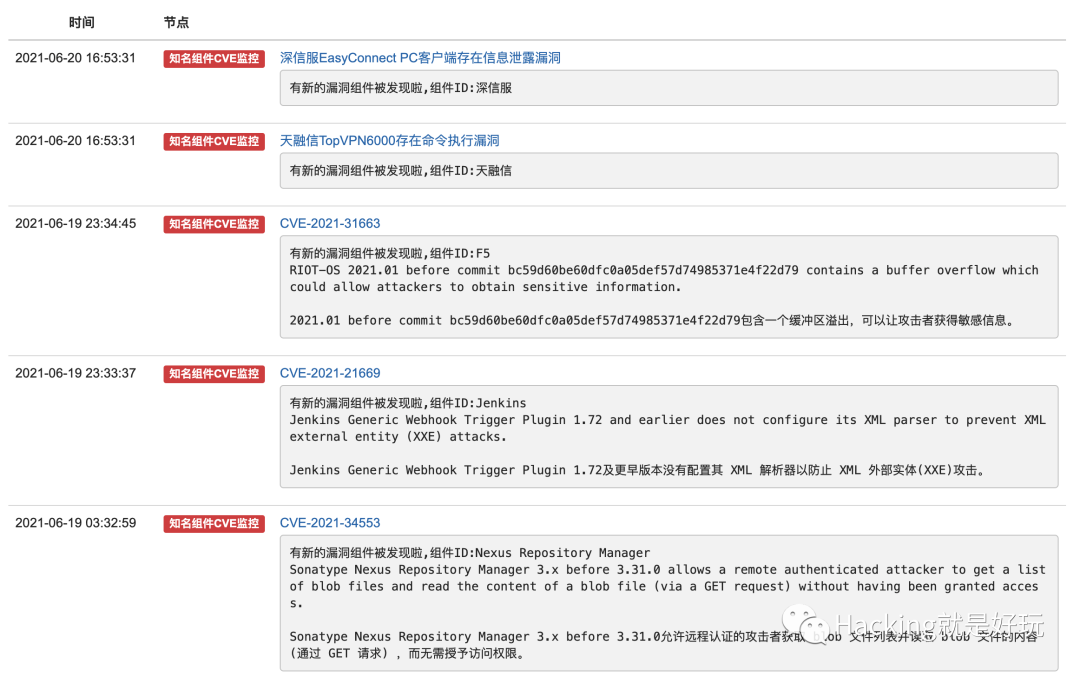 时间 节点
2021-06-20 16:53:31 知名组件CVE监控 深信服EasyConnect PC客户端存在信息泄露漏洞
有新的漏洞组件被发现啦,组件ID:深信服
2021-06-20 16:53:31 知名组件CVE监控 天融信TopVPN6000存在命令执行漏洞
有新的漏洞组件被发现啦,组件ID:天融信
2021-06-19 23:34:45 知名组件CVE监控 CVE-2021-31663
有新的漏洞组件被发现啦,组件ID:F5
RIOT-OS 2021.01 before commit bc59d60be60dfc0a05def57d74985371e4f22d79 contains a buffer overflow which
could allow attackers to obtain sensitive information.
2021.01 before commit bc59d60be60dfc0a05def57d74985371e4f22d79包含一个缓冲区溢出，可以让攻击者获得敏感信息。
2021-06-19 23:33:37 知名组件CVE监控 CVE-2021-21669
有新的漏洞组件被发现啦,组件ID:Jenkins
Jenkins Generic Webhook Trigger Plugin 1.72 and earlier does not configure its XML parser to prevent XML
external entity (XXE) attacks.
Jenkins Generic Webhook Trigger Plugin 1.72及更早版本没有配置其 XML 解析器以防止 XML 外部实体(XXE)攻击。
2021-06-19 03:32:59 知名组件CVE监控 CVE-2021-34553
有新的漏洞组件被发现啦,组件ID:Nexus Repository Manager
Sonatype Nexus Repository Manager 3.x before 3.31.0 allows a remote authenticated attacker to get a list
of blob files and read the content of a blob file (via a GET request) without having been granted acces
s.
Sonatype Nexus Repository Manager 3.x before 3.31.0允许远程认证的攻击者获取 blob 文件列表并读取 blob 文件的内容
(通过 GET 请求) ，而无需授予访问权限。
Hacking就是好玩